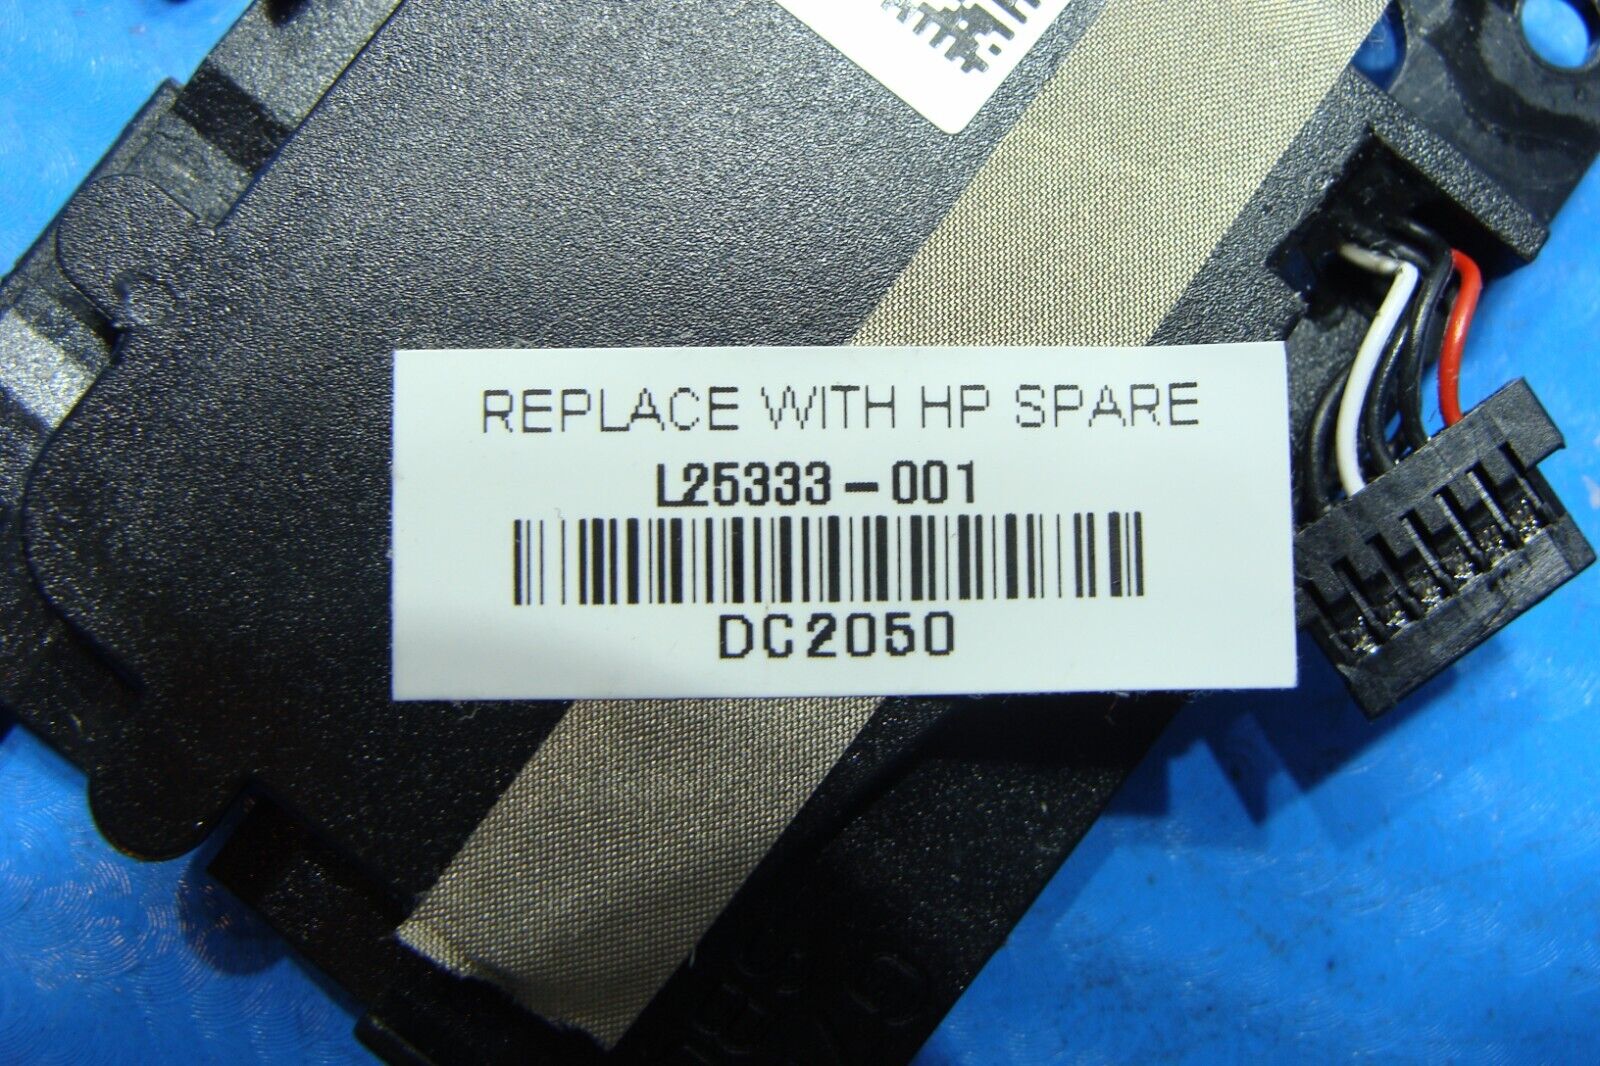 REPLACE WITH HP SPARE
L25333-001
DC2050